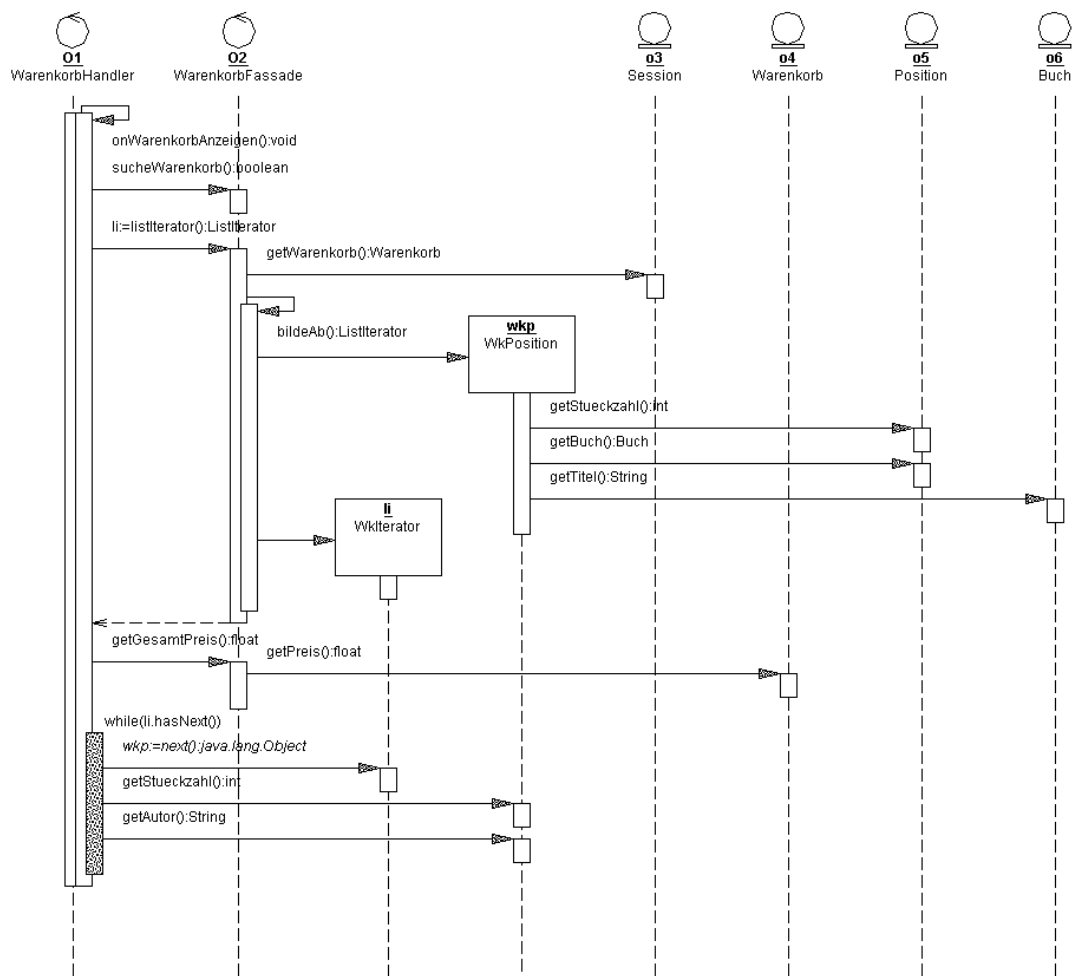 O1
WarenkorbHandler
O2
WarenkorbFassade
o3
Session
o4
Warenkorb
o5
Position
o6
Buch
onWarenkorbAnzeigen():void
sucheWarenkorb():boolean
li:=listIterator():ListIterator
getWarenkorb():Warenkorb
bildeAb():ListIterator
wkp
WkPosition
getStueckzahl():int
getBuch():Buch
getTitel():String
li
WkIterator
getGesamtPreis():float
getPreis():float
while(li.hasNext())
wkp:=next():java.lang.Object
getStueckzahl():int
getAutor():String